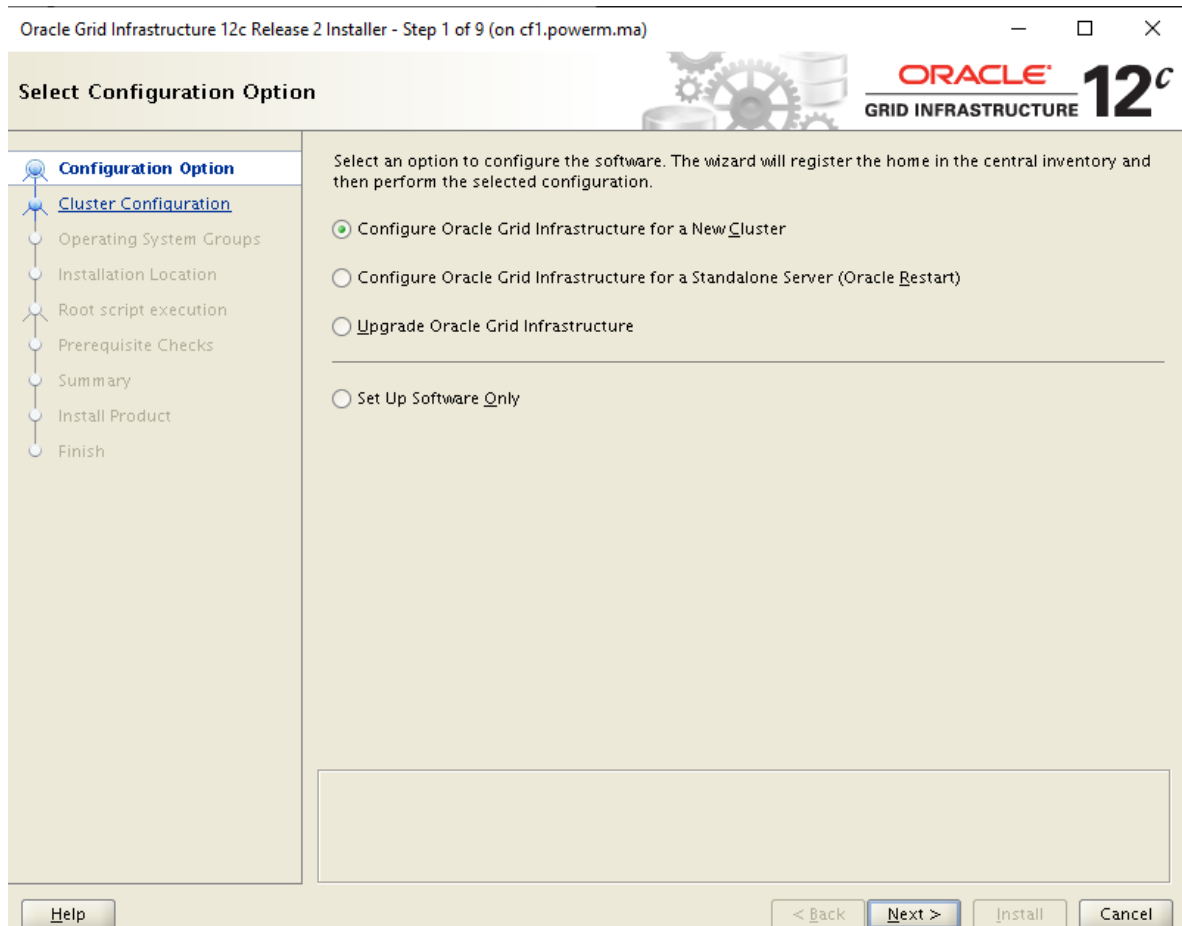 Oracle Grid Infrastructure 12c Release 2 Installer - Step 1 of 9 (on cf1.powerm.ma)
Select Configuration Option
ORACLE
GRID INFRASTRUCTURE
12c
Configuration Option
Cluster Configuration
Operating System Groups
Installation Location
Root script execution
Prerequisite Checks
Summary
Install Product
Finish
Select an option to configure the software. The wizard will register the home in the central inventory and
then perform the selected configuration.
Configure Oracle Grid Infrastructure for a New Cluster
Configure Oracle Grid Infrastructure for a Standalone Server (Oracle Restart)
Upgrade Oracle Grid Infrastructure
Set Up Software Only
Help
< Back
Next >
Install
Cancel